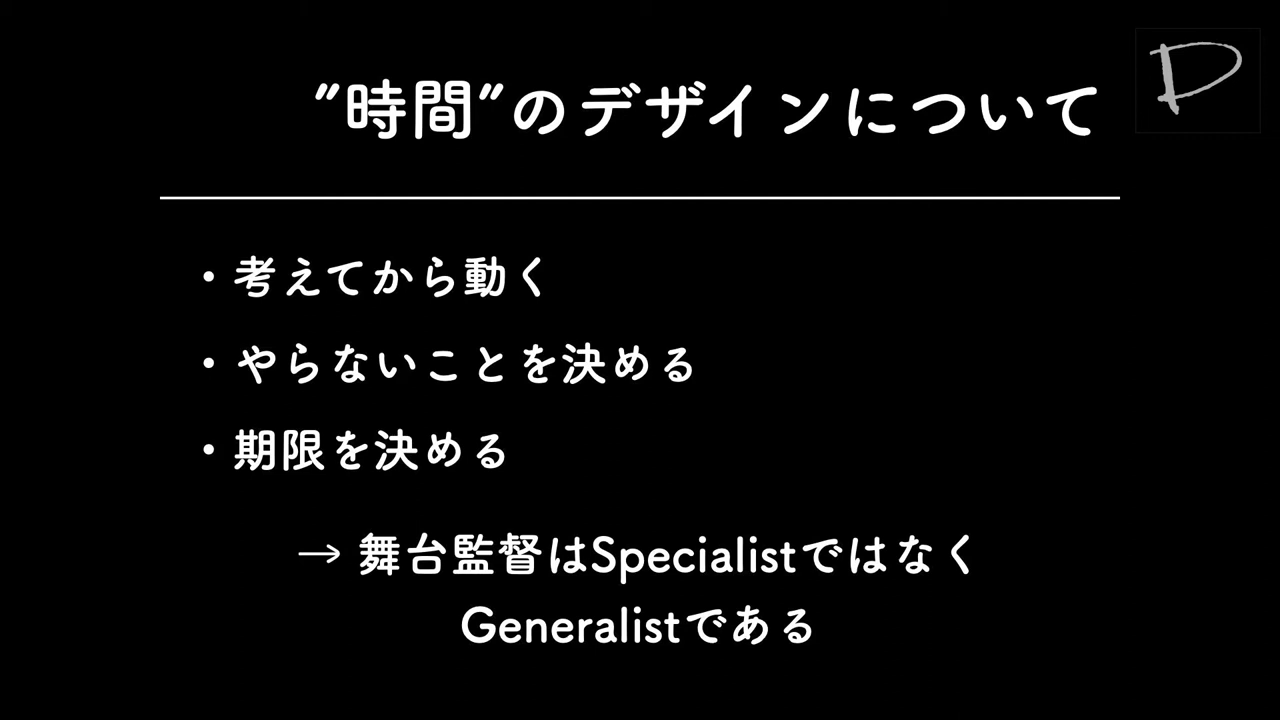 ”時間”のデザインについて
P
・考えてから動く
・やらないことを決める
・期限を決める
→ 舞台監督はSpecialistではなく
Generalistである